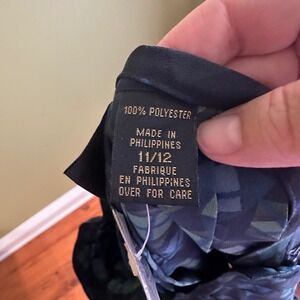 100% POLYESTER
MADE IN
PHILIPPINES
11/12
FABRIQUE
EN PHILIPPINES
OVER FOR CARE